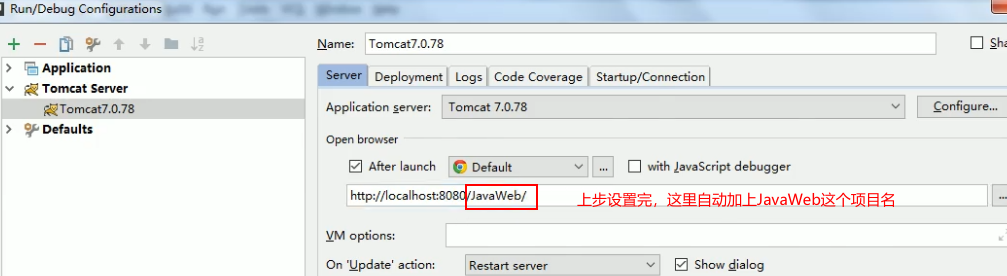 Run/Debug Configurations
Name: Tomcat7.0.78
Application
Tomcat Server
Tomcat7.0.78
Defaults
Server Deployment Logs Code Coverage Startup/Connection
Application server: Tomcat 7.0.78 Configure...
Open browser
After launch Default ... with JavaScript debugger
http://localhost:8080/JavaWeb/ 上步设置完，这里自动加上JavaWeb这个项目名
VM options:
On 'Update' action: Restart server Show dialog